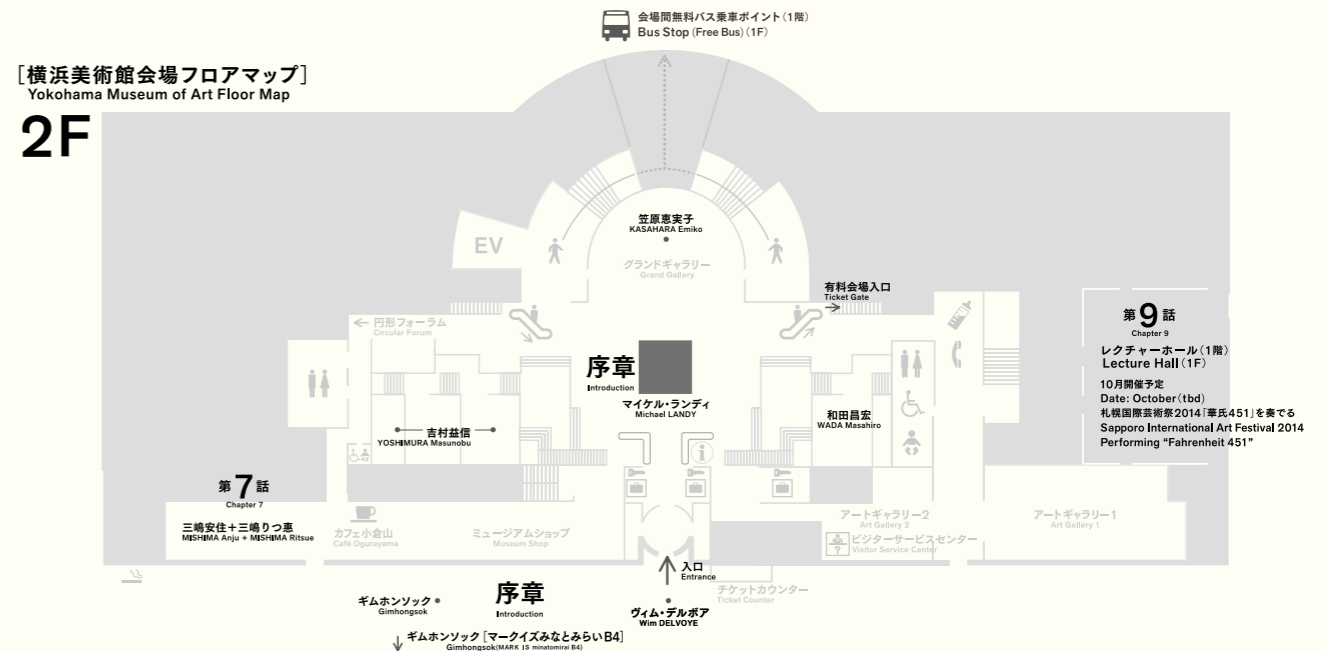 会場間無料バス乗車ポイント（1階）
Bus Stop (Free Bus) (1F)
［横浜美術館会場フロアマップ］
Yokohama Museum of Art Floor Map
2F
笠原恵実子
KASAHARA Emiko
EV
グランドギャラリー
Grand Gallery
有料会場入口
Ticket Gate
← 円形フォーラム
Circular Forum
第9話
Chapter 9
レクチャーホール（1階）
Lecture Hall (1F)
10月開催予定
Date: October (tbd)
札幌国際芸術祭2014「華氏451」を奏でる
Sapporo International Art Festival 2014
Performing “Fahrenheit 451”
序章
Introduction
マイケル・ランディ
Michael LANDY
和田昌宏
WADA Masahiro
吉村益信
YOSHIMURA Masunobu
第7話
Chapter 7
三嶋安住＋三嶋りつ惠
MISHIMA Anju + MISHIMA Ritsue
カフェ小倉山
Café Ogurayama
ミュージアムショップ
Museum Shop
アートギャラリー2
Art Gallery 2
アートギャラリー1
Art Gallery 1
ビジターサービスセンター
Visitor Service Center
入口
Entrance
チケットカウンター
Ticket Counter
ギムホンソック
Gimhongsok
序章
Introduction
ヴィム・デルボア
Wim DELVOYE
ギムホンソック［マークイズみなとみらいB4］
Gimhongsok (MARK IS minatomirai B4)